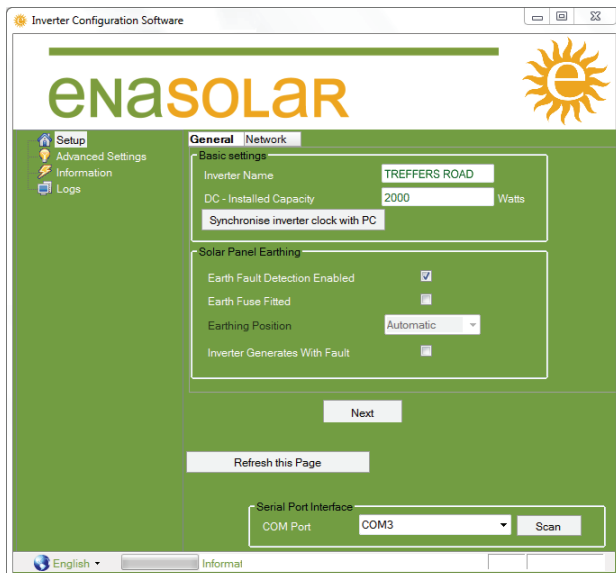 Inverter Configuration Software
enasolar
Setup
Advanced Settings
Information
Logs
General Network
Basic settings
Inverter Name TREFFERS ROAD
DC - Installed Capacity 2000 Watts
Synchronise inverter clock with PC
Solar Panel Earthing
Earth Fault Detection Enabled
Earth Fuse Fitted
Earthing Position Automatic
Inverter Generates With Fault
Next
Refresh this Page
Serial Port Interface
COM Port COM3 Scan
English Informat